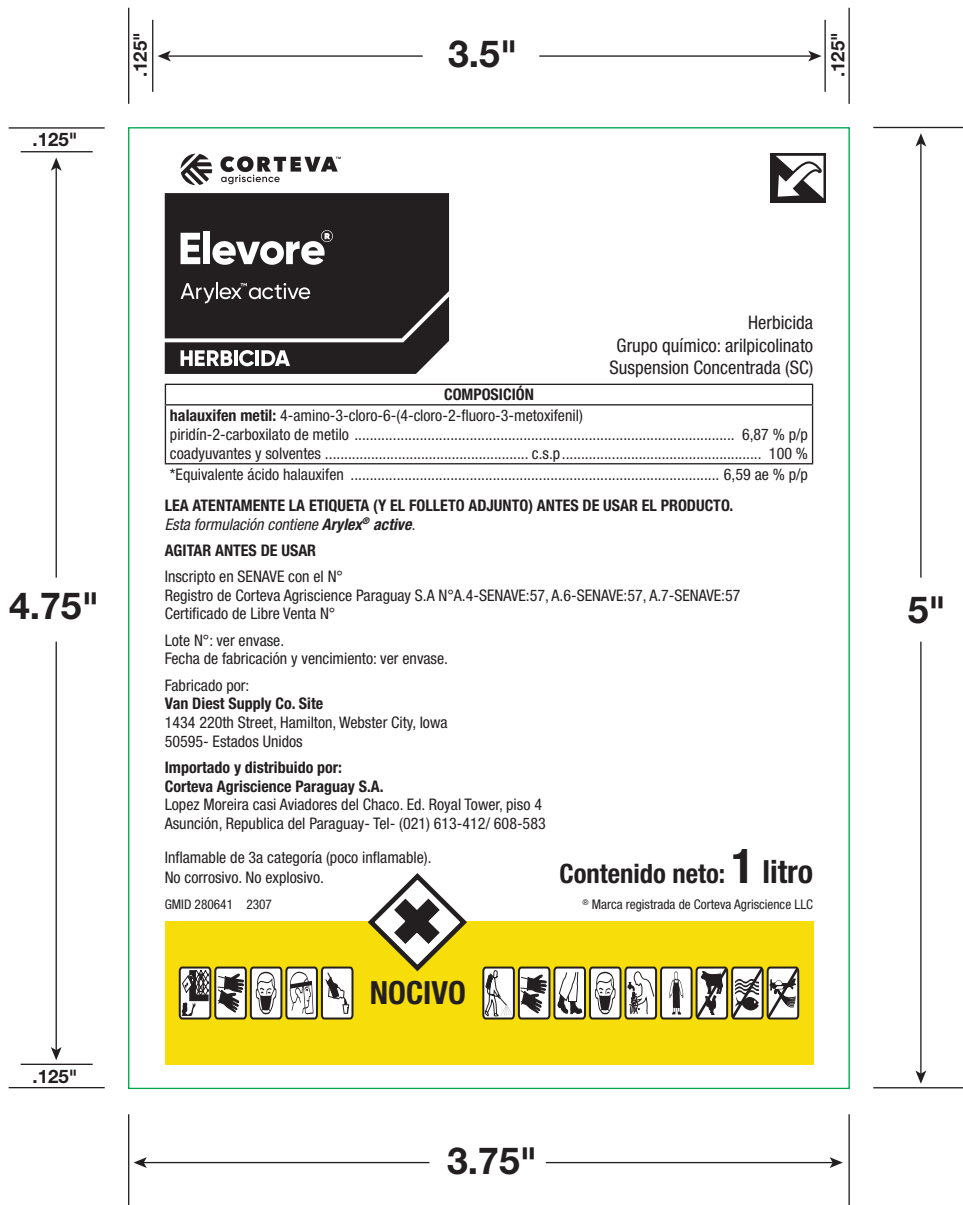 .125"
3.5"
.125"
.125"
CORTEVA™
agriscience
Elevore®
Arylex™ active
HERBICIDA
Herbicida
Grupo químico: arilpicolinato
Suspension Concentrada (SC)
COMPOSICIÓN
halauxifen metil: 4-amino-3-cloro-6-(4-cloro-2-fluoro-3-metoxifenil)
piridín-2-carboxilato de metilo ........................................ 6,87 % p/p
coadyuvantes y solventes .................... c.s.p .................... 100 %
*Equivalente ácido halauxifen ........................................ 6,59 ae % p/p
LEA ATENTAMENTE LA ETIQUETA (Y EL FOLLETO ADJUNTO) ANTES DE USAR EL PRODUCTO.
Esta formulación contiene Arylex® active.
AGITAR ANTES DE USAR
Inscripto en SENAVE con el N°
Registro de Corteva Agriscience Paraguay S.A N°A.4-SENAVE:57, A.6-SENAVE:57, A.7-SENAVE:57
Certificado de Libre Venta N°
4.75"
5"
Lote N°: ver envase.
Fecha de fabricación y vencimiento: ver envase.
Fabricado por:
Van Diest Supply Co. Site
1434 220th Street, Hamilton, Webster City, Iowa
50595- Estados Unidos
Importado y distribuido por:
Corteva Agriscience Paraguay S.A.
Lopez Moreira casi Aviadores del Chaco. Ed. Royal Tower, piso 4
Asunción, Republica del Paraguay- Tel- (021) 613-412/ 608-583
Inflamable de 3a categoría (poco inflamable).
No corrosivo. No explosivo.
Contenido neto: 1 litro
GMID 280641 2307
® Marca registrada de Corteva Agriscience LLC
NOCIVO
.125"
3.75"